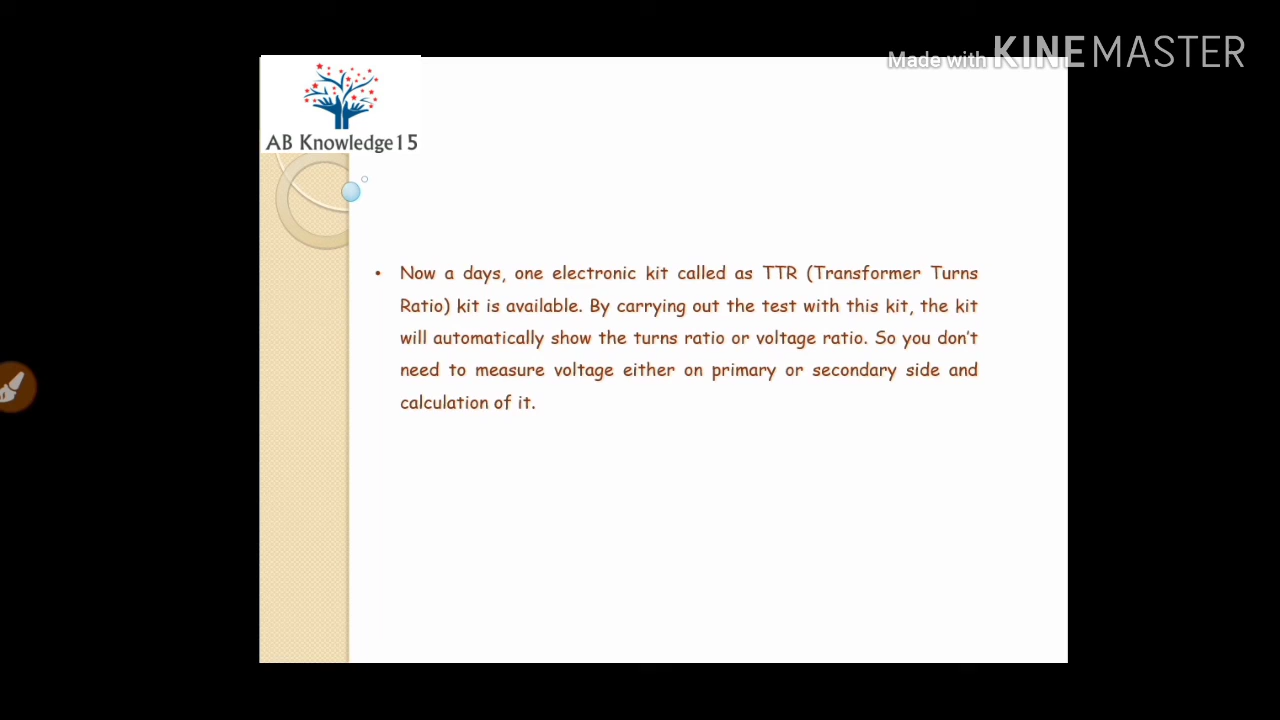 Made with KINEMASTER
AB Knowledge15
• Now a days, one electronic kit called as TTR (Transformer Turns
Ratio) kit is available. By carrying out the test with this kit, the kit
will automatically show the turns ratio or voltage ratio. So you don't
need to measure voltage either on primary or secondary side and
calculation of it.